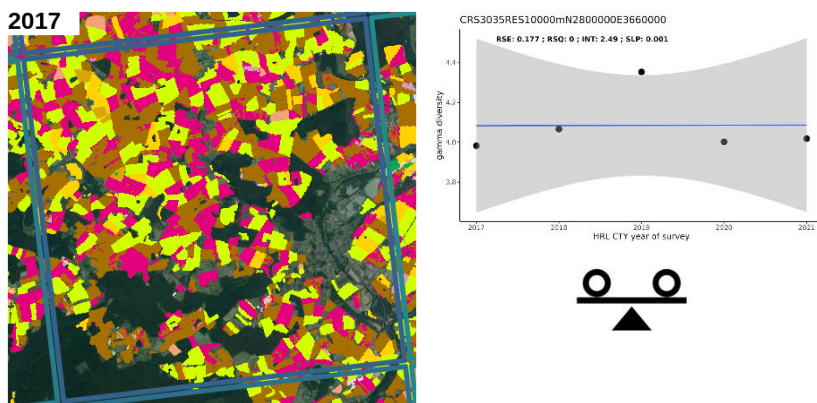 2017
CRS3035RES10000mN2800000E3660000
RSE: 0.177 ; RSQ: 0 ; INT: 2.49 ; SLP: 0.001
4.4
4.2
4.0
3.8
gamma diversity
2017 2018 2019 2020 2021
HRL CTY year of survey